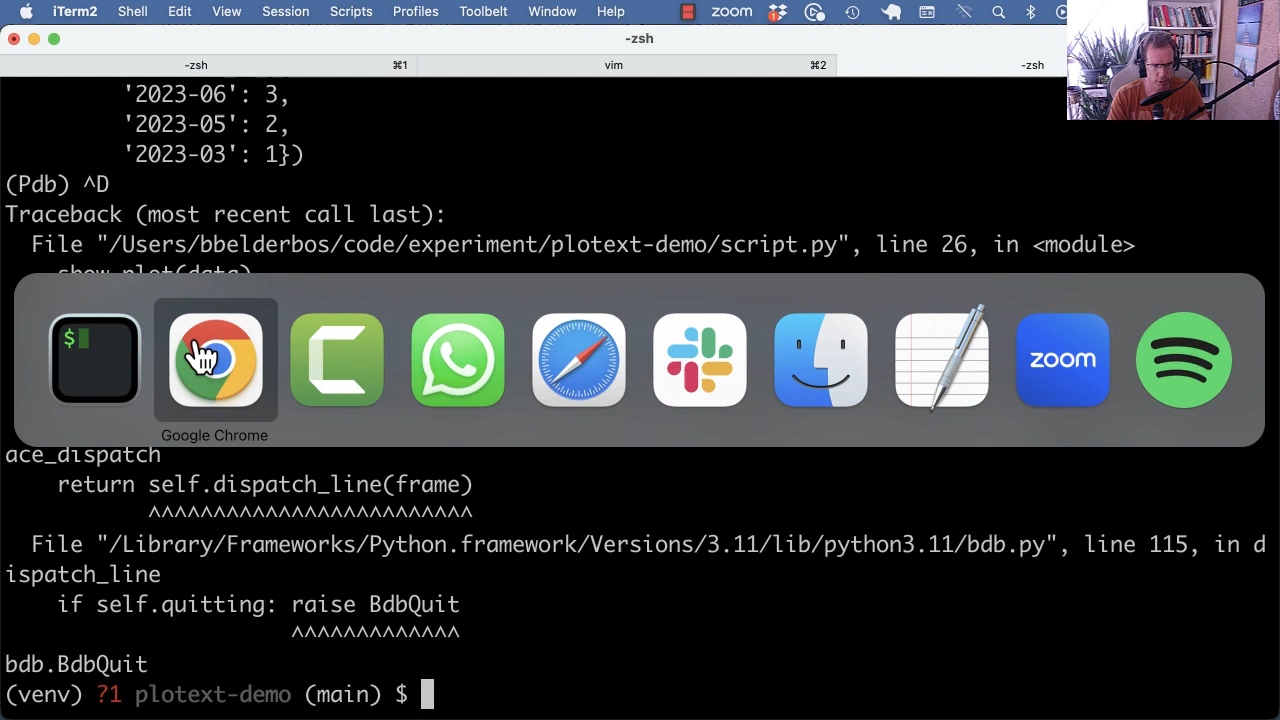 iTerm2 Shell Edit View Session Scripts Profiles Toolbelt Window Help zoom 1
-zsh
-zsh ⌘1 vim ⌘2 -zsh
'2023-06': 3,
'2023-05': 2,
'2023-03': 1})
(Pdb) ^D
Traceback (most recent call last):
File "/Users/bbelderbos/code/experiment/plotext-demo/script.py", line 26, in <module>
show_plot(data)
$
zoom
Google Chrome
ace_dispatch
return self.dispatch_line(frame)
^^^^^^^^^^^^^^^^^^^^^^^^^
File "/Library/Frameworks/Python.framework/Versions/3.11/lib/python3.11/bdb.py", line 115, in d
ispatch_line
if self.quitting: raise BdbQuit
^^^^^^^^^^^^^
bdb.BdbQuit
(venv) ?1 plotext-demo (main) $